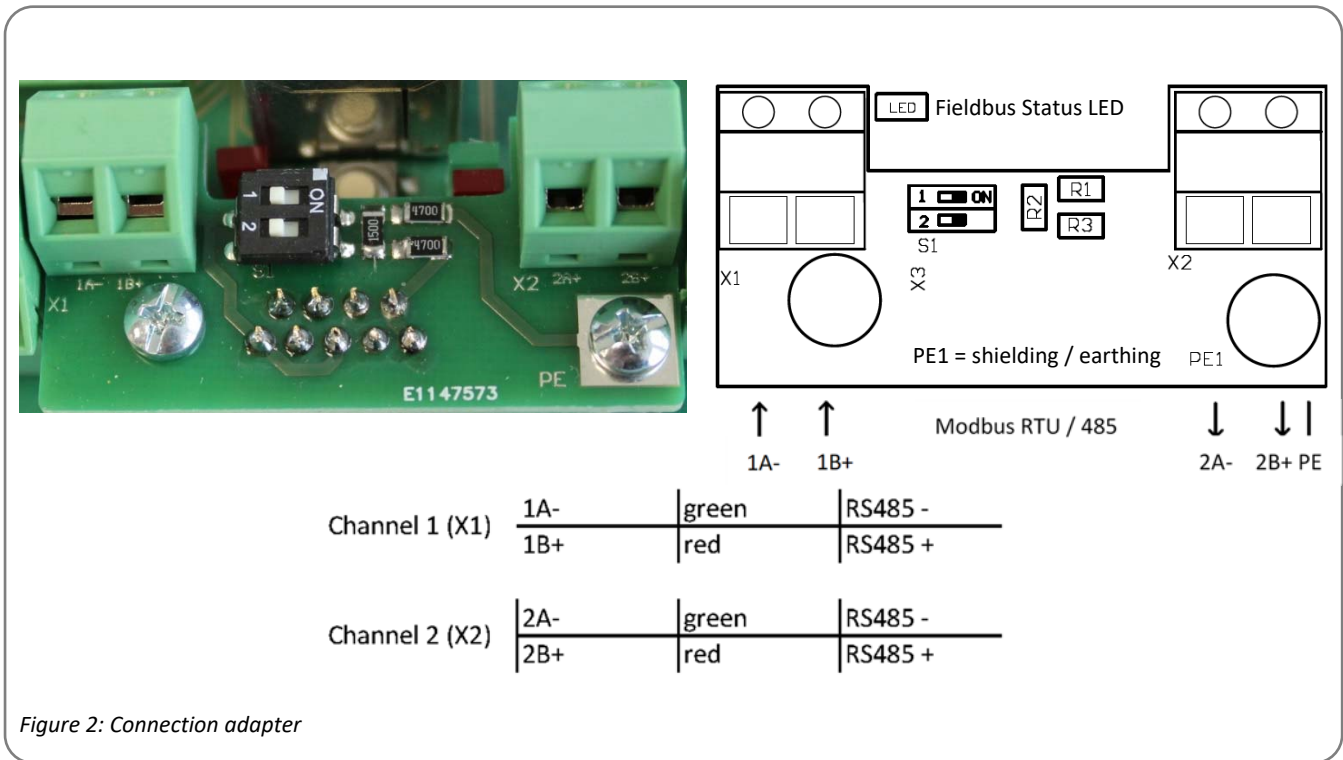 ON
1
2
4700
1500
4700
S1
X1
1A-
1B+
X2
2A+
2B+
PE
E1147573
LED
Fieldbus Status LED
1
ON
2
S1
X3
R2
R1
R3
X1
X2
PE1 = shielding / earthing
PE1
Modbus RTU / 485
1A-
1B+
2A-
2B+ PE
Channel 1 (X1)
1A- green RS485 -
1B+ red RS485 +
Channel 2 (X2)
2A- green RS485 -
2B+ red RS485 +
Figure 2: Connection adapter